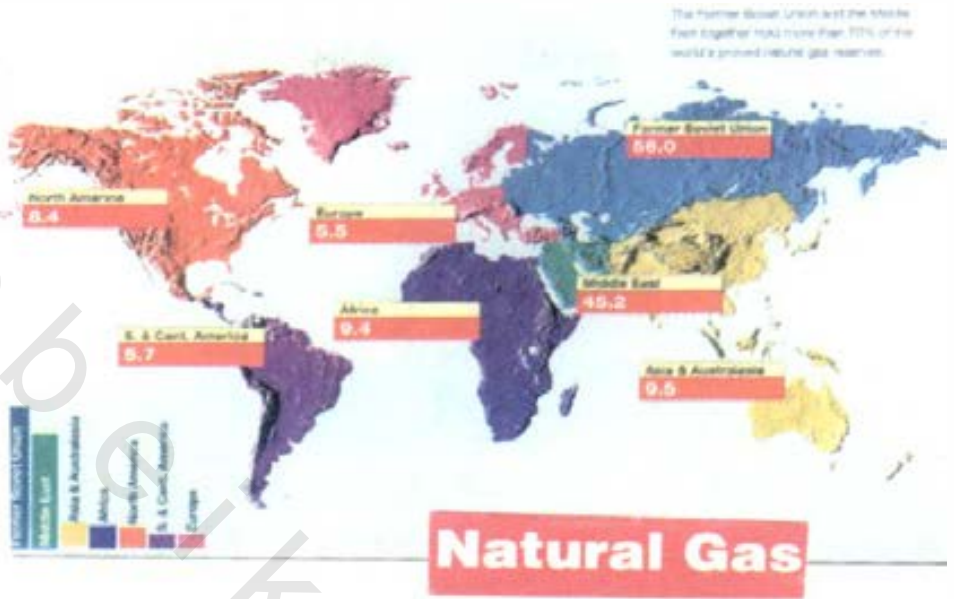 The Former Soviet Union and the Middle
East together hold more than of the
world's proved natural gas reserves.
Former Soviet Union
56.0
North America
8.4
Europe
5.5
Middle East
45.2
Africa
9.4
S. & Cent. America
5.7
Asia & Australasia
9.5
Former Soviet Union
Middle East
Asia & Australasia
Africa
North America
S. & Cent. America
Europe
Natural Gas